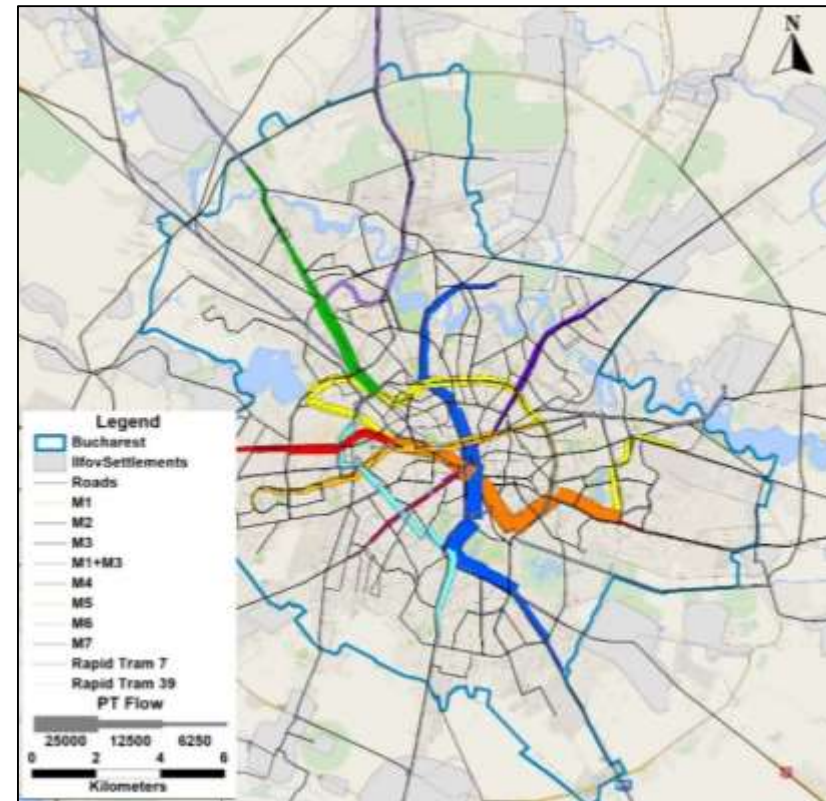 N
Legend
Bucharest
IlfovSettlements
Roads
M1
M2
M3
M1+M3
M4
M5
M6
M7
Rapid Tram 7
Rapid Tram 39
PT Flow
25000 12500 6250
0 2 4 6
Kilometers